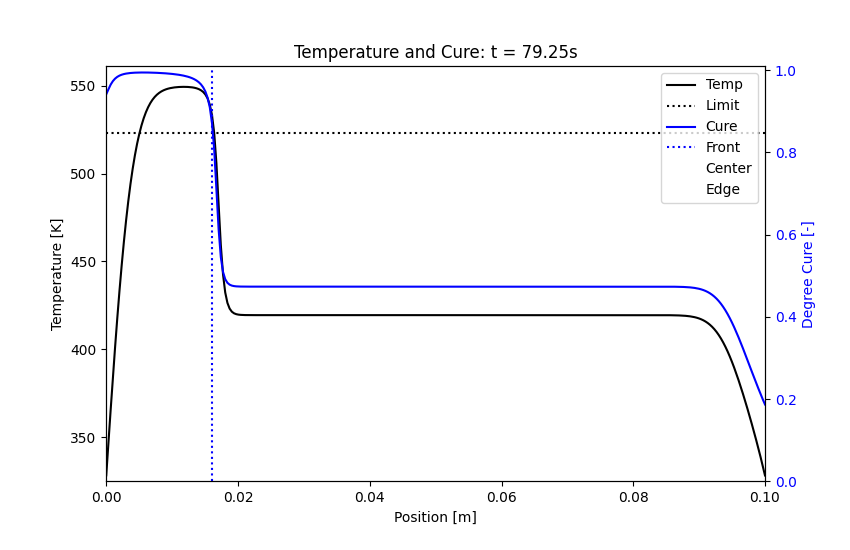 Temperature and Cure: t = 79.25s
550
500
450
400
350
Temperature [K]
1.0
0.8
0.6
0.4
0.2
0.0
Degree Cure [-]
Temp
Limit
Cure
Front
Center
Edge
0.00
0.02
0.04
0.06
0.08
0.10
Position [m]